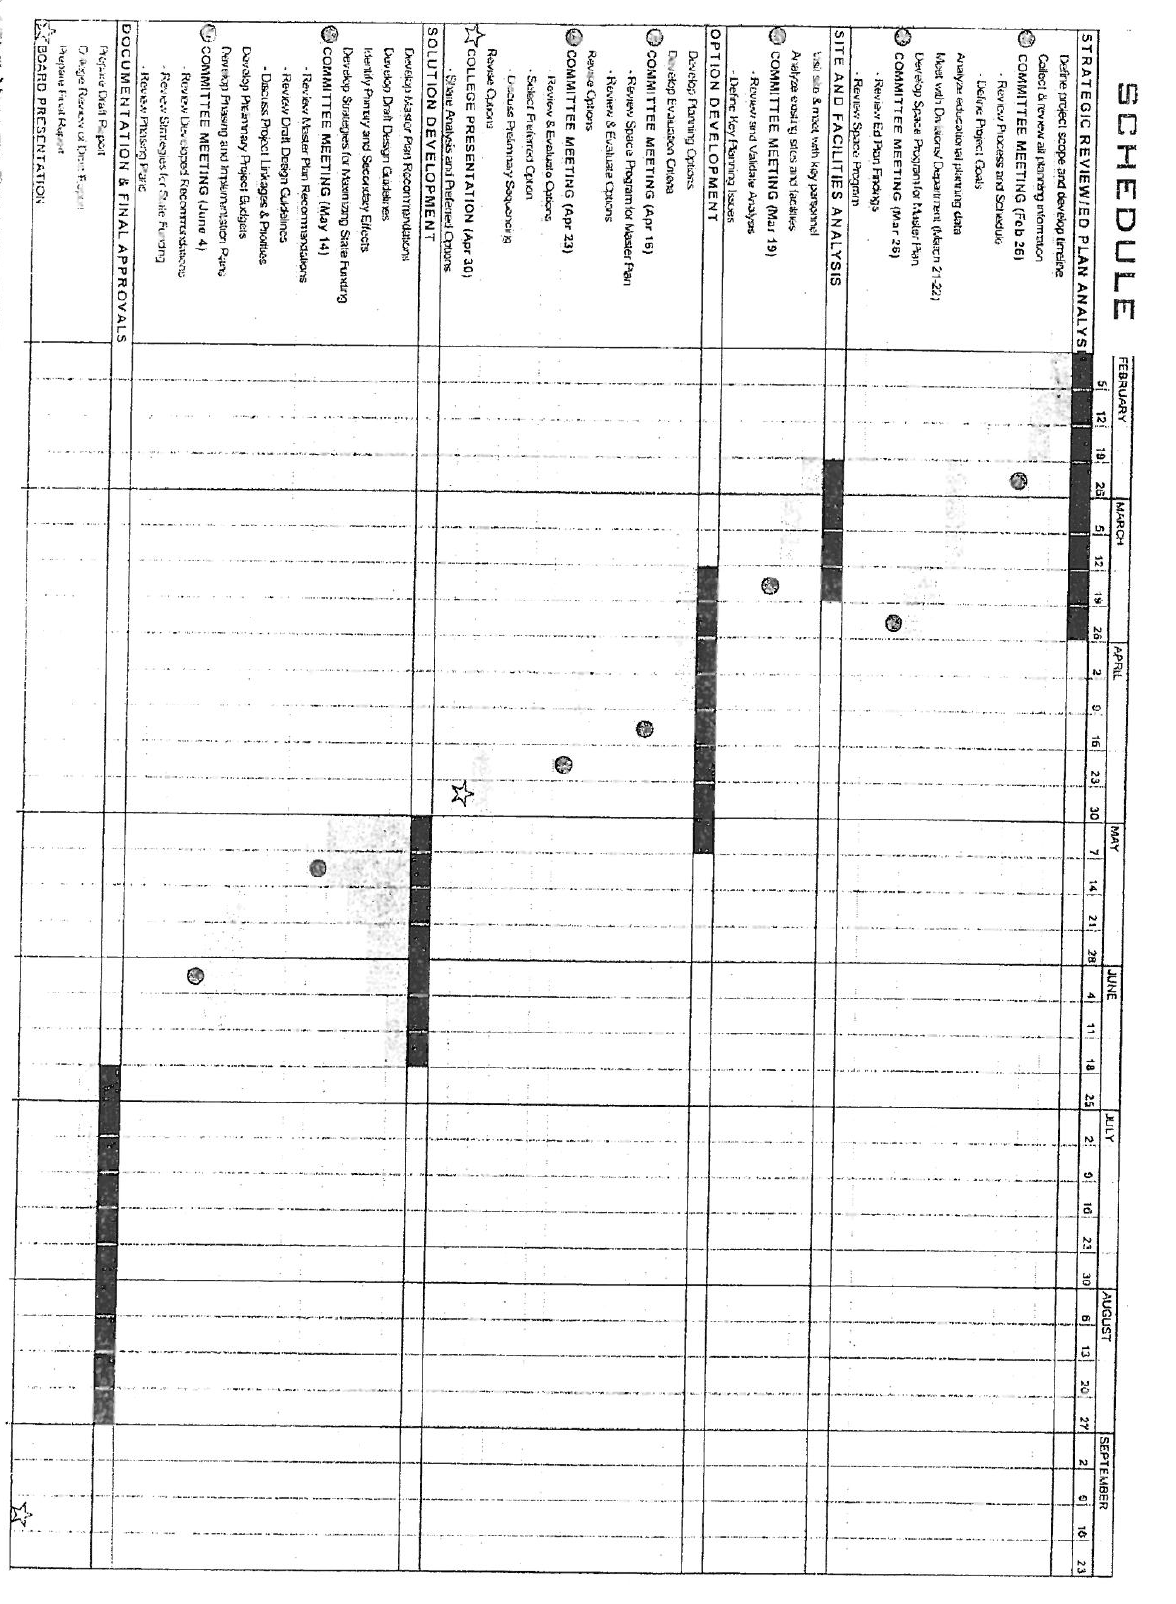 SCHEDULE
FEBRUARY MARCH APRIL MAY JUNE JULY AUGUST SEPTEMBER
5 12 19 26 5 12 19 26 2 9 16 23 30 7 14 21 28 4 11 18 25 2 9 16 23 30 6 13 20 27 2 9 16 23
STRATEGIC REVIEW/ED PLAN ANALYSI
Define project scope and develop timeline
Collect & review all planning information
COMMITTEE MEETING (Feb 26)
- Review Process and Schedule
- Define Project Goals
Analyze educational planning data
Meet with Divisions/ Department (March 21-22)
Develop Space Program for Master Plan
COMMITTEE MEETING (Mar 26)
- Review Ed Plan Findings
- Review Space Program
SITE AND FACILITIES ANALYSIS
Visit site & meet with key personnel
Analyze existing sites and facilities
COMMITTEE MEETING (Mar 19)
- Review and Validate Analysis
- Define Key Planning Issues
OPTION DEVELOPMENT
Develop Planning Options
Develop Evaluation Criteria
COMMITTEE MEETING (Apr 16)
- Review Space Program for Master Plan
- Review & Evaluate Options
Revise Options
COMMITTEE MEETING (Apr 23)
- Review & Evaluate Options
- Select Preferred Option
- Discuss Preliminary Sequencing
Revise Options
COLLEGE PRESENTATION (Apr 30)
- Share Analysis and Preferred Options
SOLUTION DEVELOPMENT
Develop Master Plan Recommendations
Develop Draft Design Guidelines
Identify Primary and Secondary Effects
Develop Strategies for Maximizing State Funding
COMMITTEE MEETING (May 14)
- Review Master Plan Recommendations
- Review Draft Design Guidelines
- Discuss Project Linkages & Priorities
Develop Preliminary Project Budgets
Develop Phasing and Implementation Plans
COMMITTEE MEETING (June 4)
- Review Developed Recommendations
- Review Strategies for State Funding
- Review Phasing Plans
DOCUMENTATION & FINAL APPROVALS
Prepare Draft Report
College Review of Draft Report
Prepare Final Report
BOARD PRESENTATION